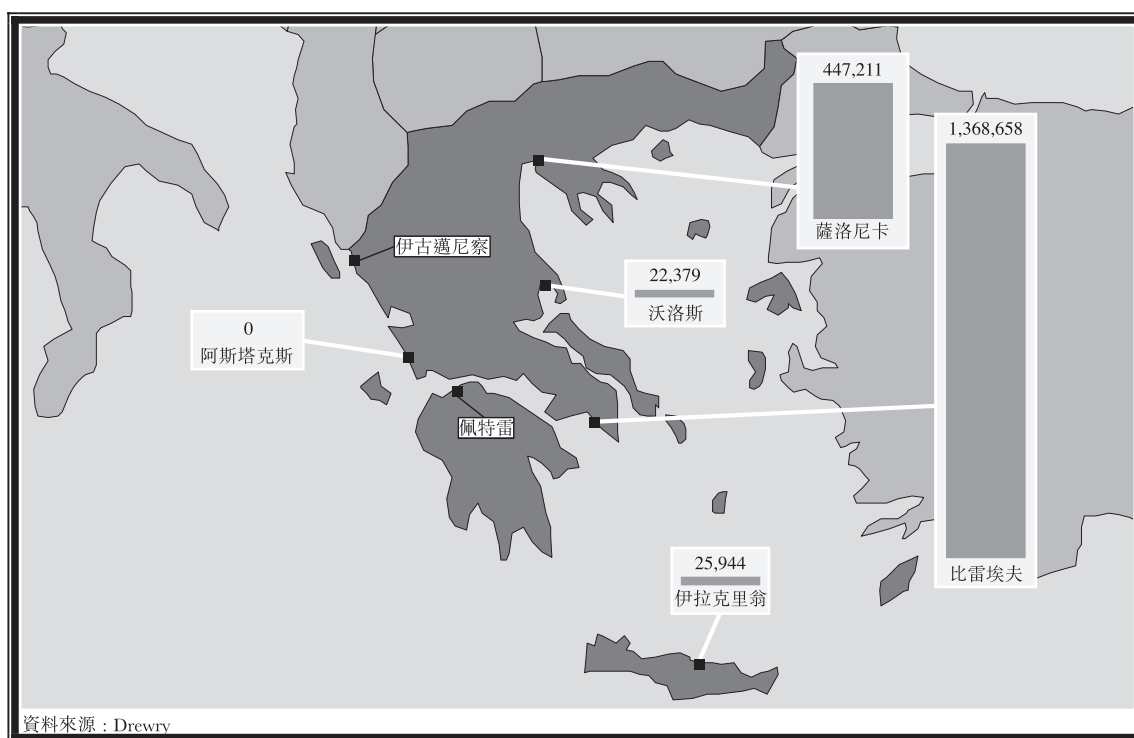 447,211
薩洛尼卡
1,368,658
比雷埃夫
伊古邁尼察
22,379
沃洛斯
0
阿斯塔克斯
佩特雷
25,944
伊拉克里翁
資料來源：Drewry